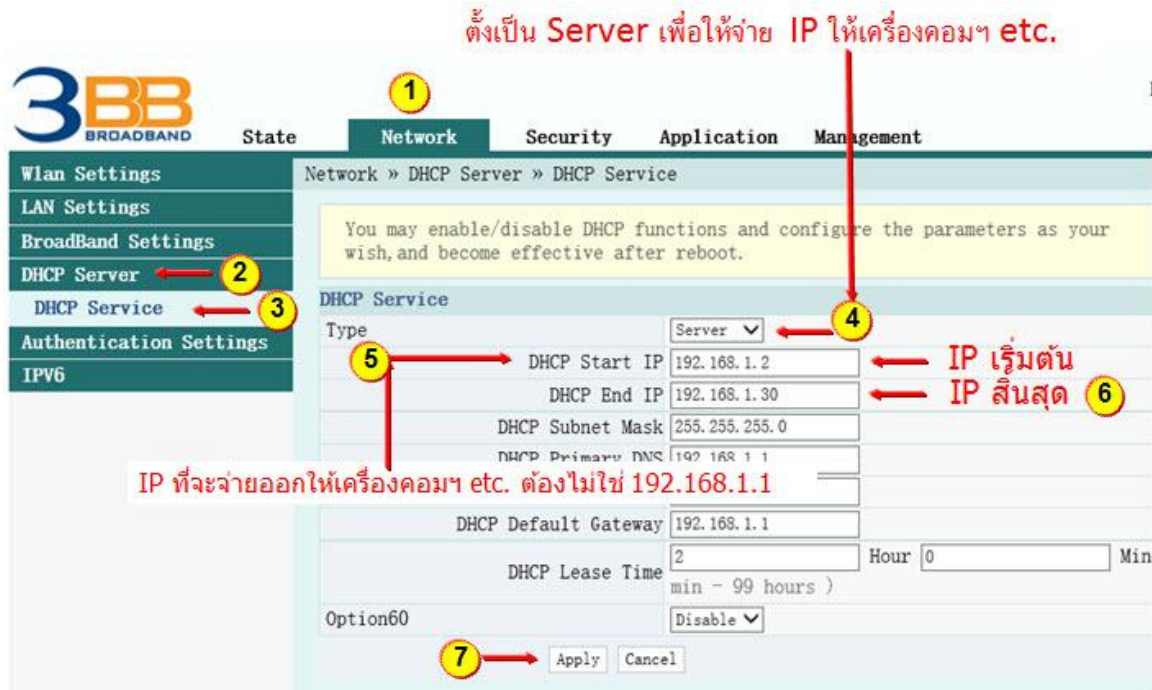 ตั้งเป็น Server เพื่อให้จ่าย IP ให้เครื่องคอมฯ etc.
3BB
BROADBAND
1
State Network Security Application Management
Wlan Settings
LAN Settings
BroadBand Settings
DHCP Server 2
DHCP Service 3
Authentication Settings
IPV6
Network » DHCP Server » DHCP Service
You may enable/disable DHCP functions and configure the parameters as your
wish,and become effective after reboot.
DHCP Service
Type Server 4
5 DHCP Start IP 192.168.1.2 IP เริ่มต้น
DHCP End IP 192.168.1.30 IP สิ้นสุด 6
DHCP Subnet Mask 255.255.255.0
DHCP Primary DNS 192.168.1.1
IP ที่จะจ่ายออกให้เครื่องคอมฯ etc. ต้องไม่ใช่ 192.168.1.1
DHCP Default Gateway 192.168.1.1
DHCP Lease Time 2 Hour 0 Min
min - 99 hours )
Option60 Disable
7 Apply Cancel